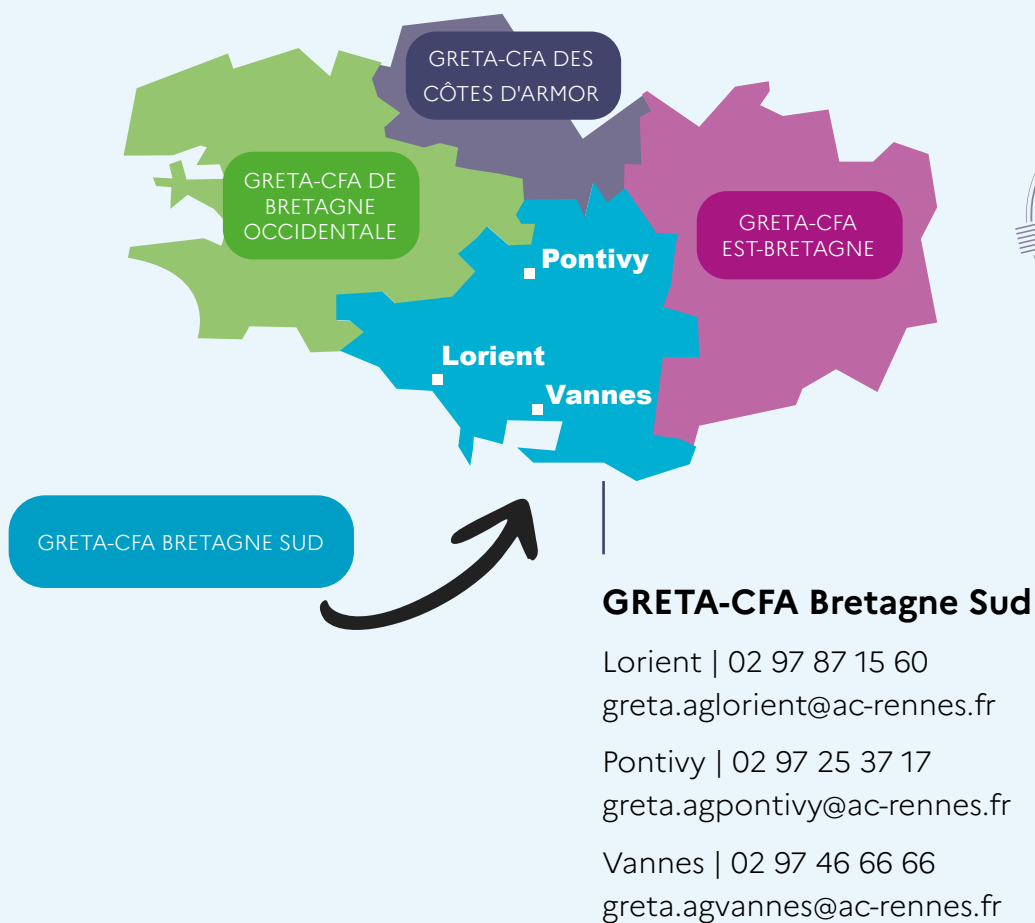 GRETA-CFA DES
CÔTES D'ARMOR
GRETA-CFA DE
BRETAGNE
OCCIDENTALE
GRETA-CFA
EST-BRETAGNE
Pontivy
Lorient
Vannes
GRETA-CFA BRETAGNE SUD
GRETA-CFA Bretagne Sud
Lorient | 02 97 87 15 60
greta.aglorient@ac-rennes.fr
Pontivy | 02 97 25 37 17
greta.agpontivy@ac-rennes.fr
Vannes | 02 97 46 66 66
greta.agvannes@ac-rennes.fr